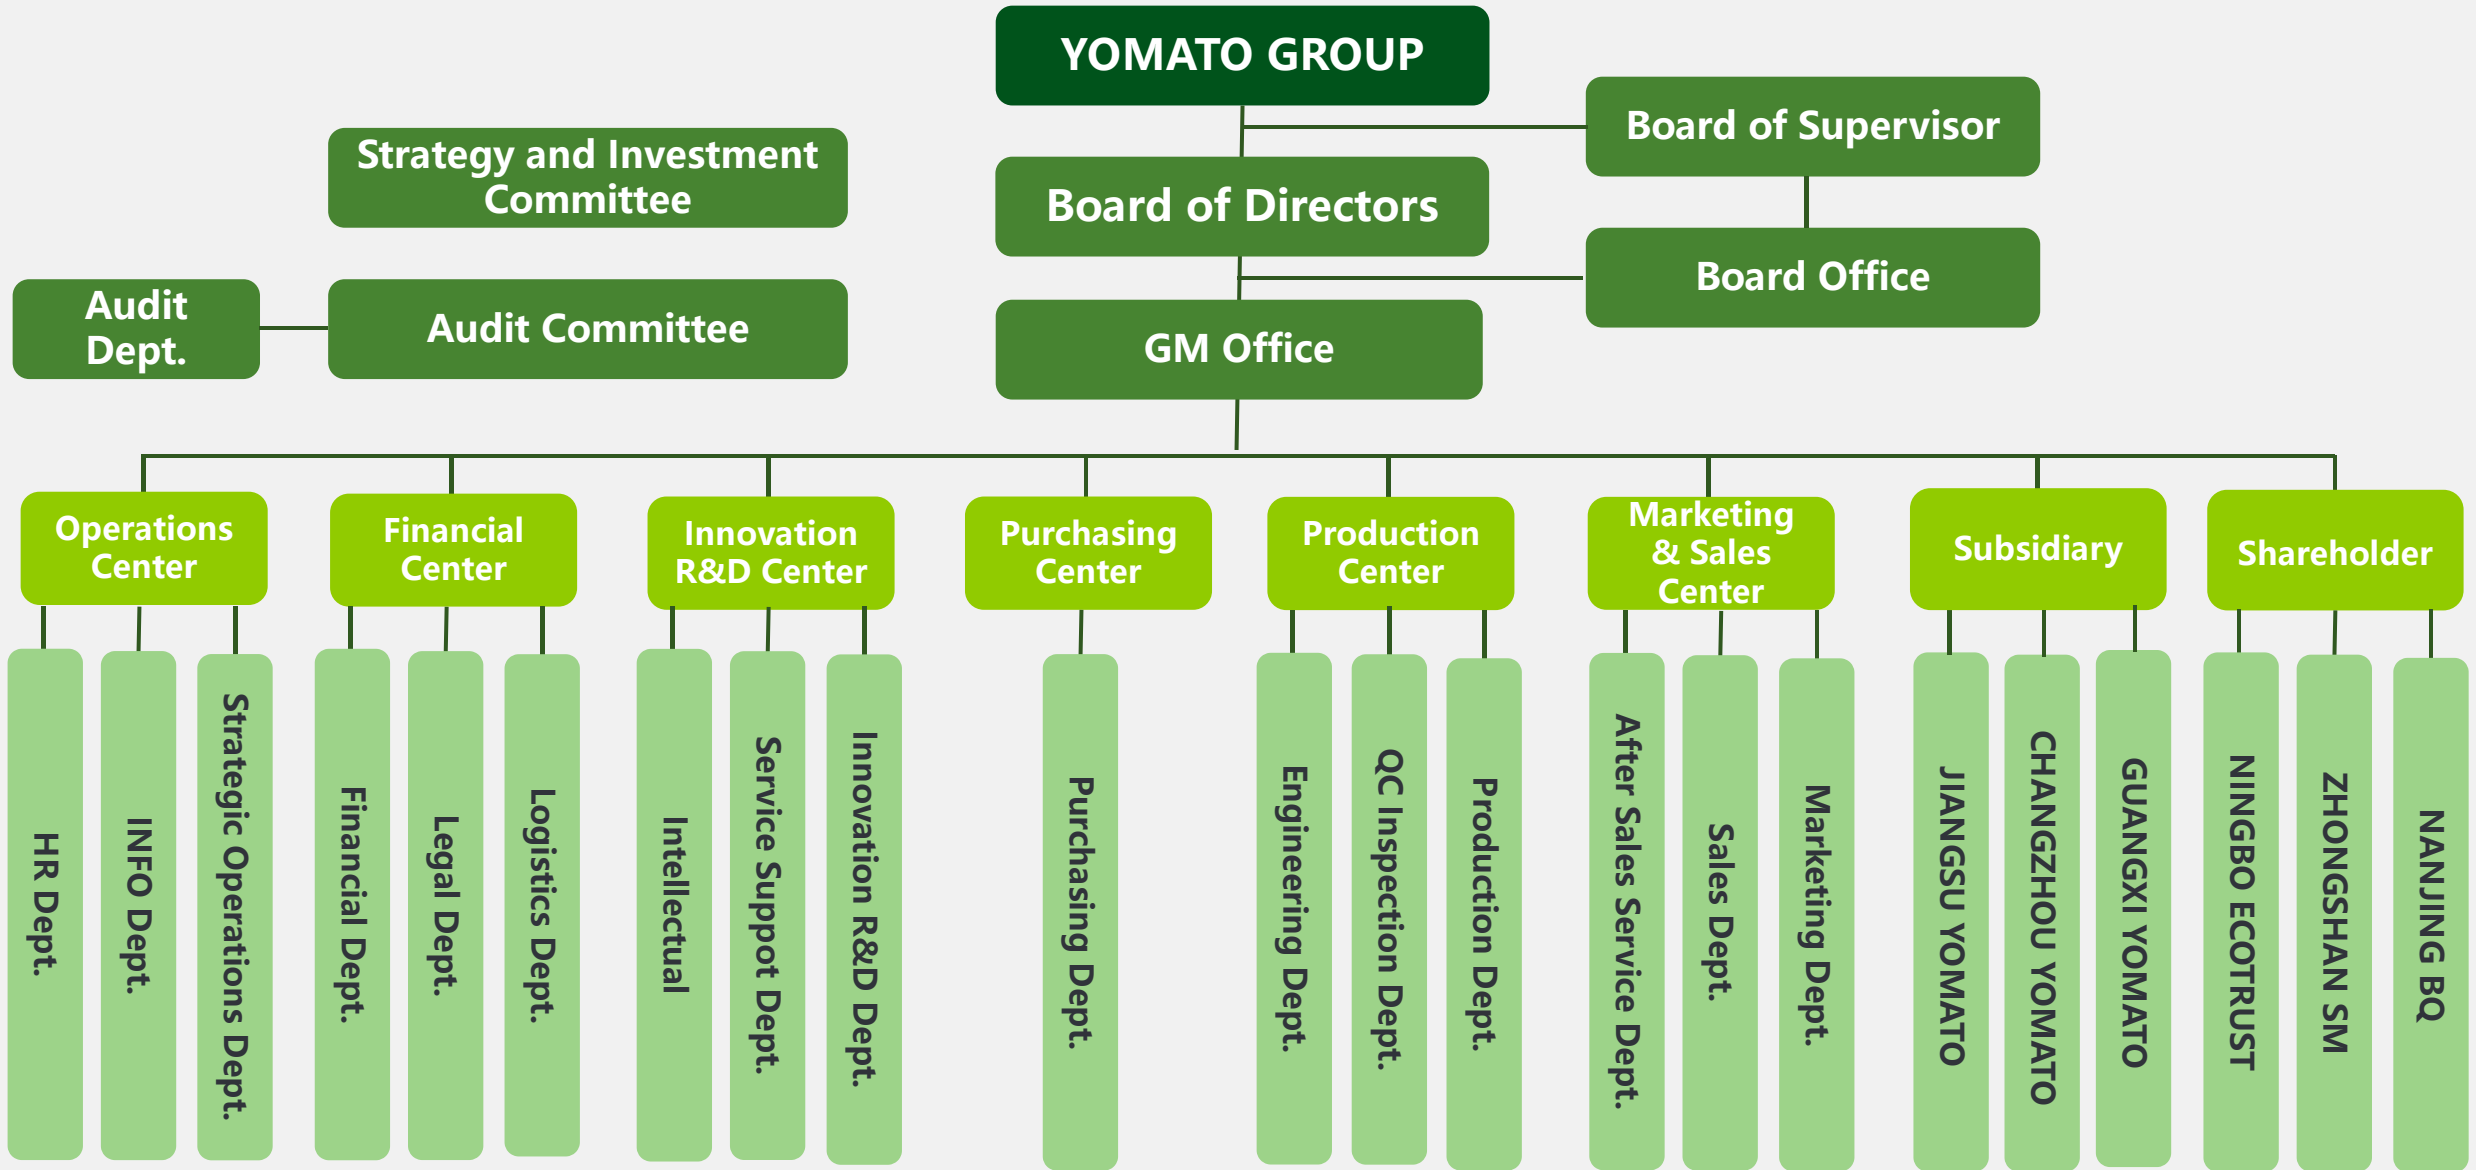 YOMATO GROUP
Board of Supervisor
Strategy and Investment
Committee
Board of Directors
Board Office
Audit
Dept.
Audit Committee
GM Office
Operations
Center
Financial
Center
Innovation
R&D Center
Purchasing
Center
Production
Center
Marketing
& Sales
Center
Subsidiary
Shareholder
HR Dept.
INFO Dept.
Strategic Operations Dept.
Financial Dept.
Legal Dept.
Logistics Dept.
Intellectual
Service Suppot Dept.
Innovation R&D Dept.
Purchasing Dept.
Engineering Dept.
QC Inspection Dept.
Production Dept.
After Sales Service Dept.
Sales Dept.
Marketing Dept.
JIANGSU YOMATO
CHANGZHOU YOMATO
GUANGXI YOMATO
NINGBO ECOTRUST
ZHONGSHAN SM
NANJING BQ